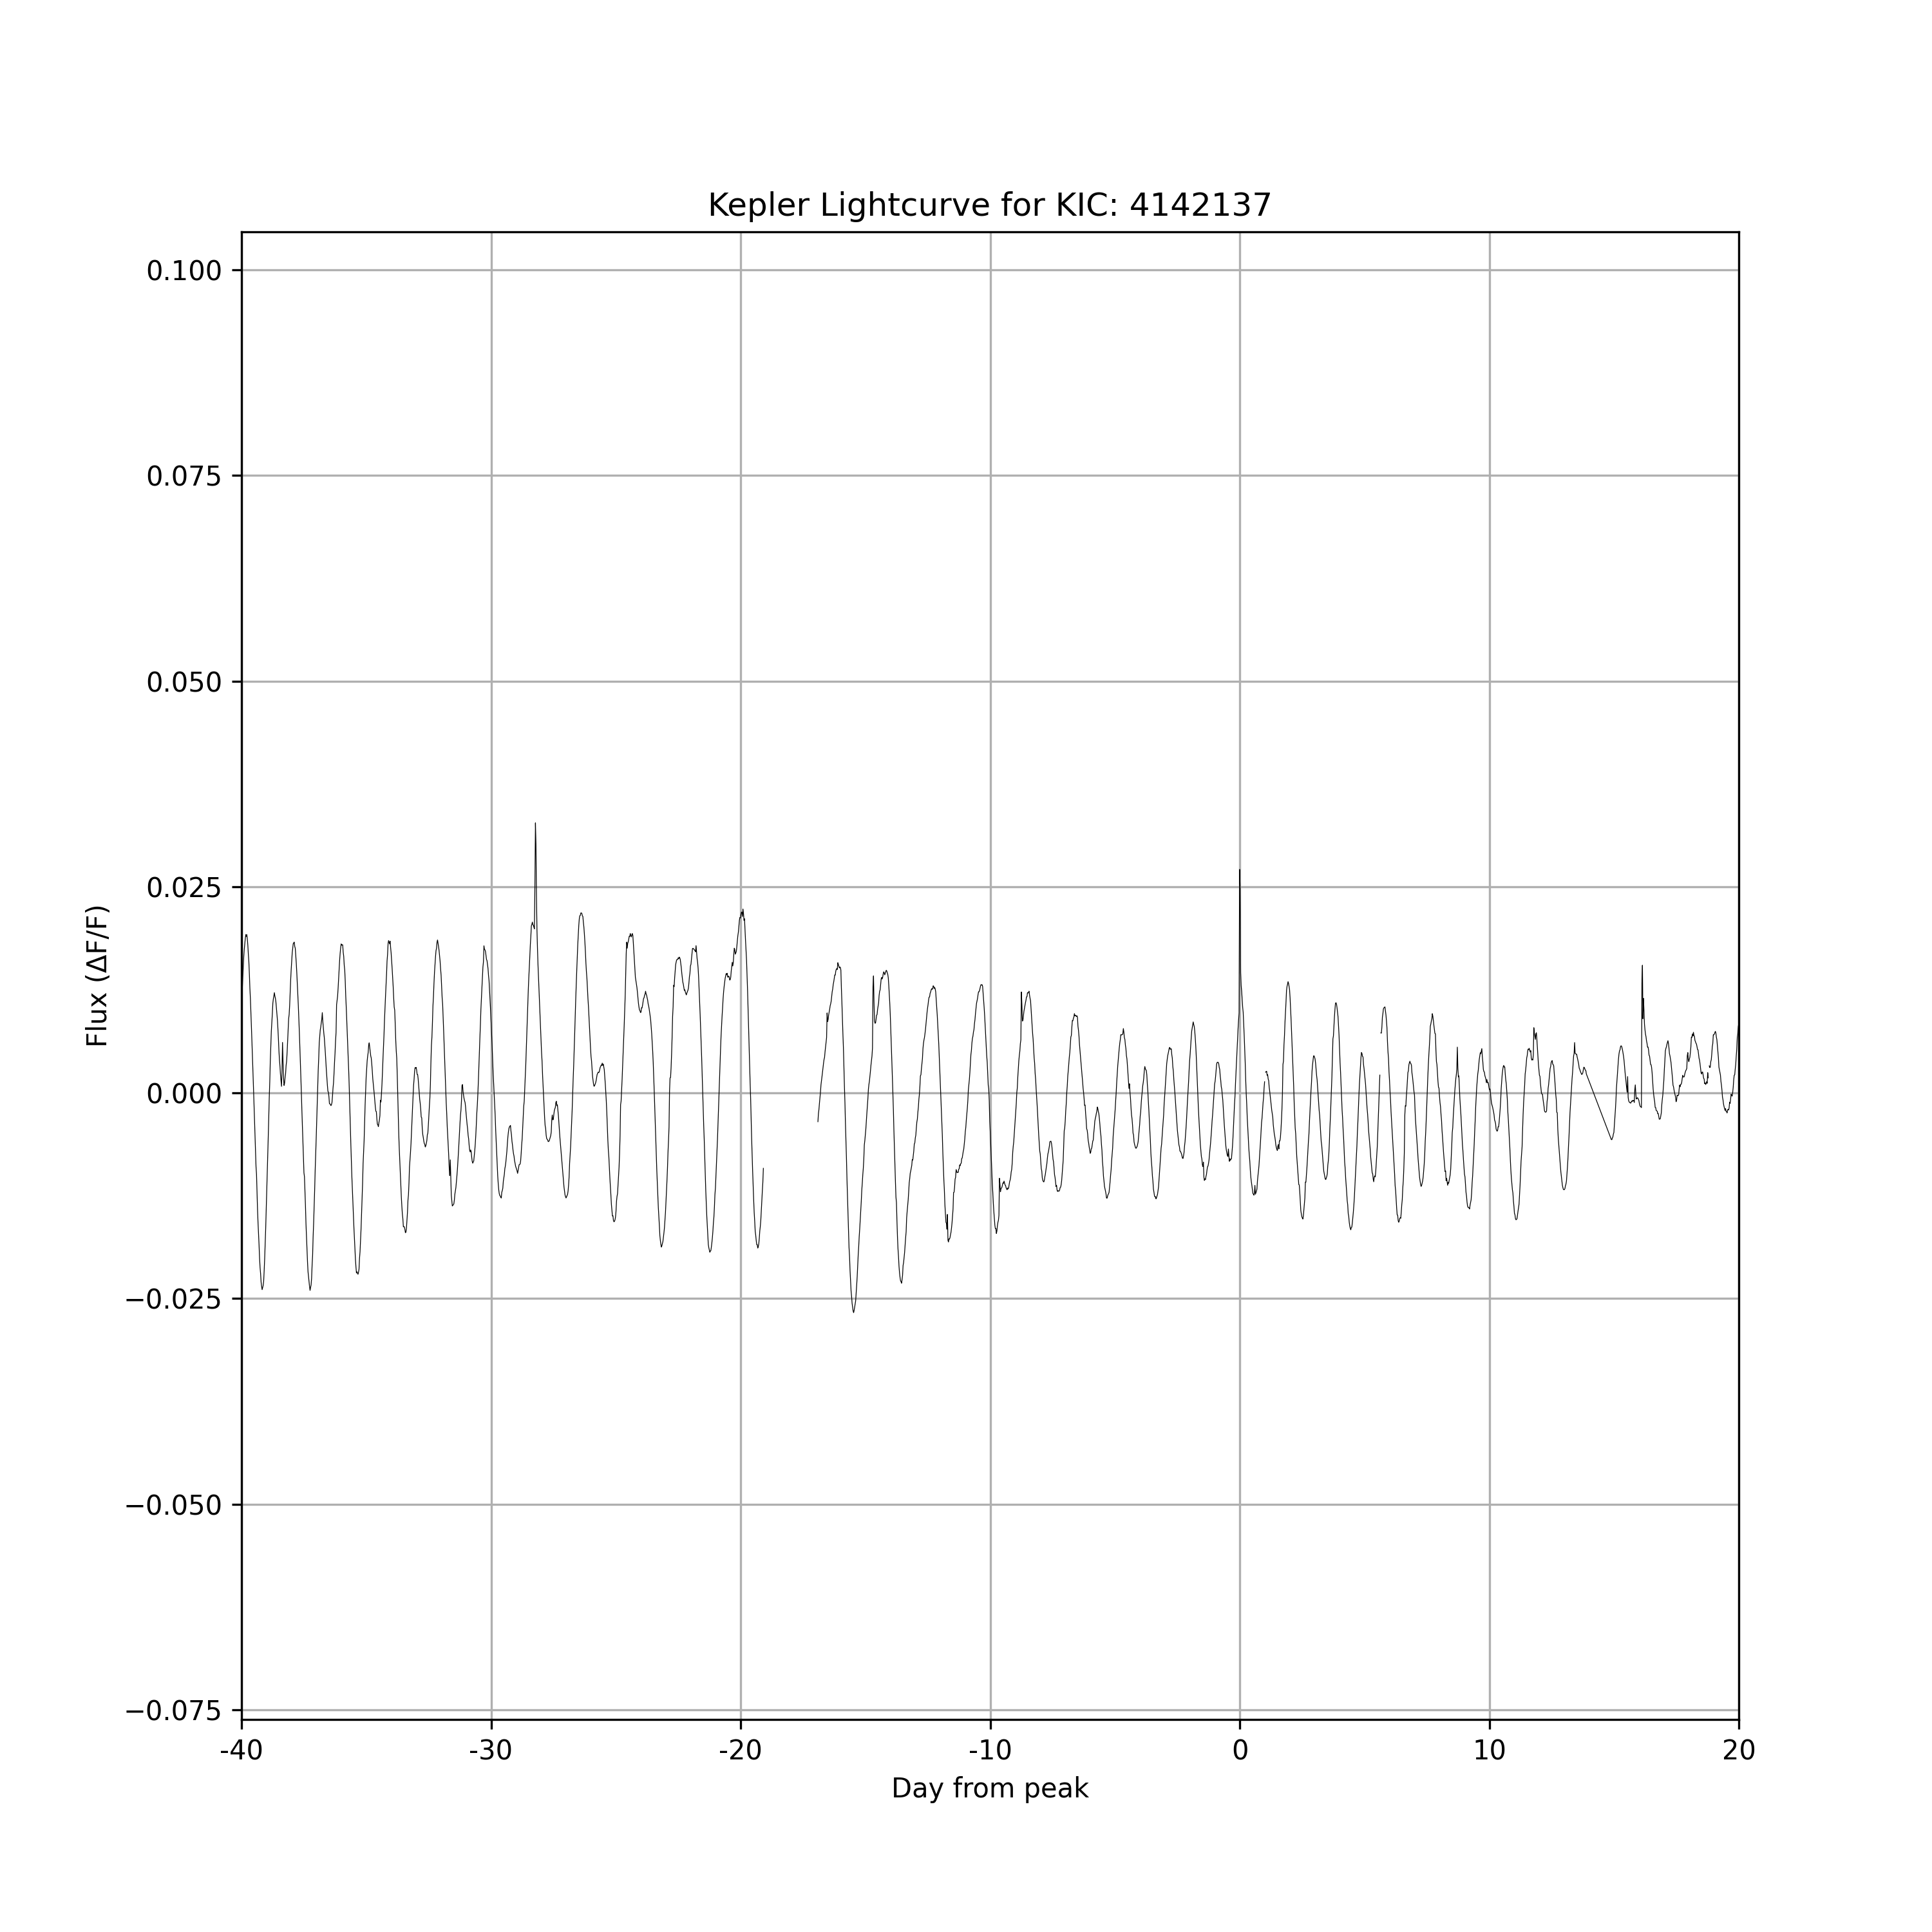 Kepler Lightcurve for KIC: 4142137
0.100
0.075
0.050
0.025
0.000
−0.025
−0.050
−0.075
Flux (ΔF/F)
-40 -30 -20 -10 0 10 20
Day from peak